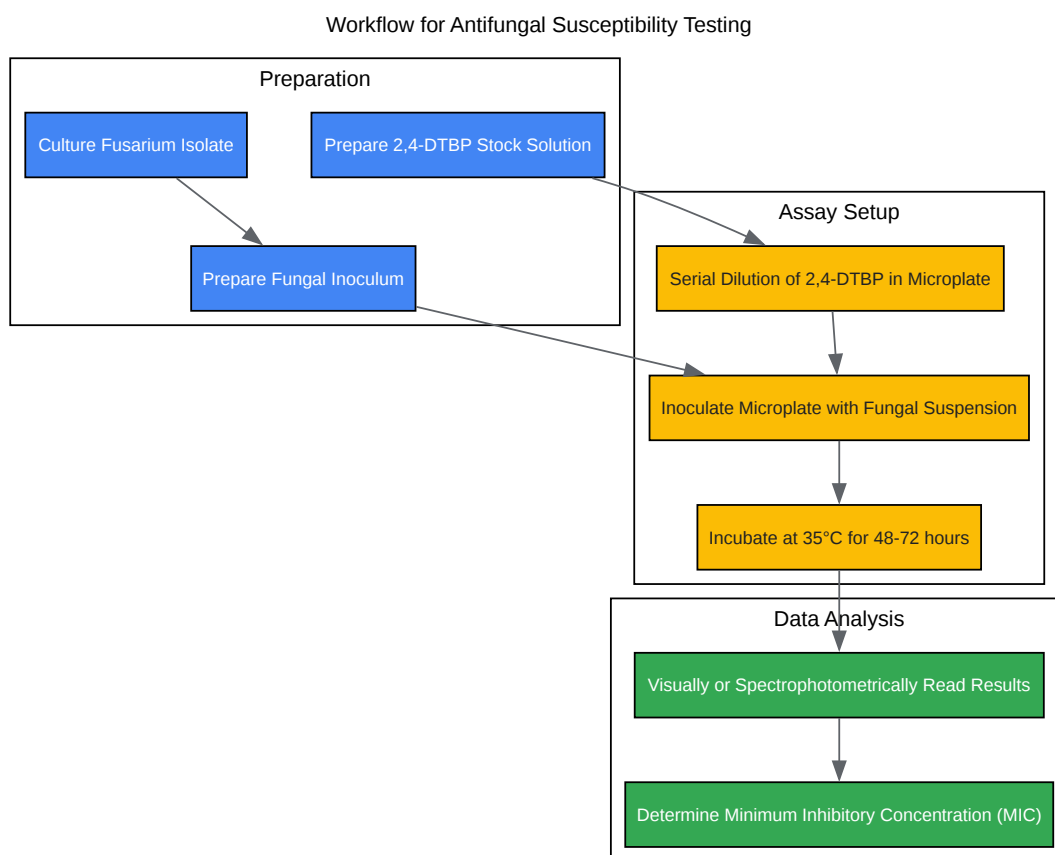 Workflow for Antifungal Susceptibility Testing
Preparation
Culture Fusarium Isolate
Prepare 2,4-DTBP Stock Solution
Prepare Fungal Inoculum
Assay Setup
Serial Dilution of 2,4-DTBP in Microplate
Inoculate Microplate with Fungal Suspension
Incubate at 35°C for 48-72 hours
Data Analysis
Visually or Spectrophotometrically Read Results
Determine Minimum Inhibitory Concentration (MIC)